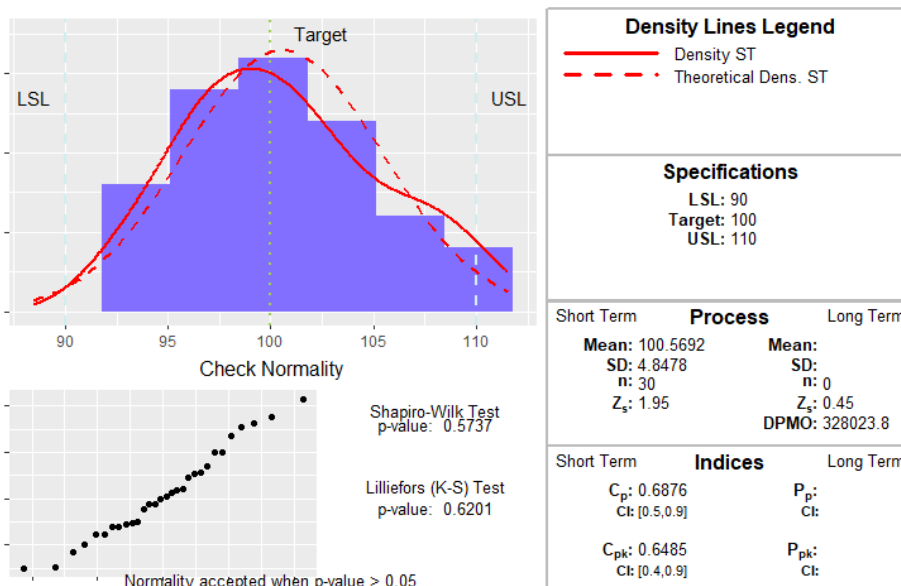 Target
LSL
USL
90
95
100
105
110
Check Normality
Shapiro-Wilk Test
p-value: 0.5737
Lilliefors (K-S) Test
p-value: 0.6201
Normality accepted when p-value > 0.05
Density Lines Legend
Density ST
Theoretical Dens. ST
Specifications
LSL: 90
Target: 100
USL: 110
Short Term Process Long Term
Mean: 100.5692 Mean:
SD: 4.8478 SD:
n: 30 n: 0
Zs: 1.95 Zs: 0.45
DPMO: 328023.8
Short Term Indices Long Term
Cp: 0.6876 Pp:
CI: [0.5,0.9] CI:
Cpk: 0.6485 Ppk:
CI: [0.4,0.9] CI: